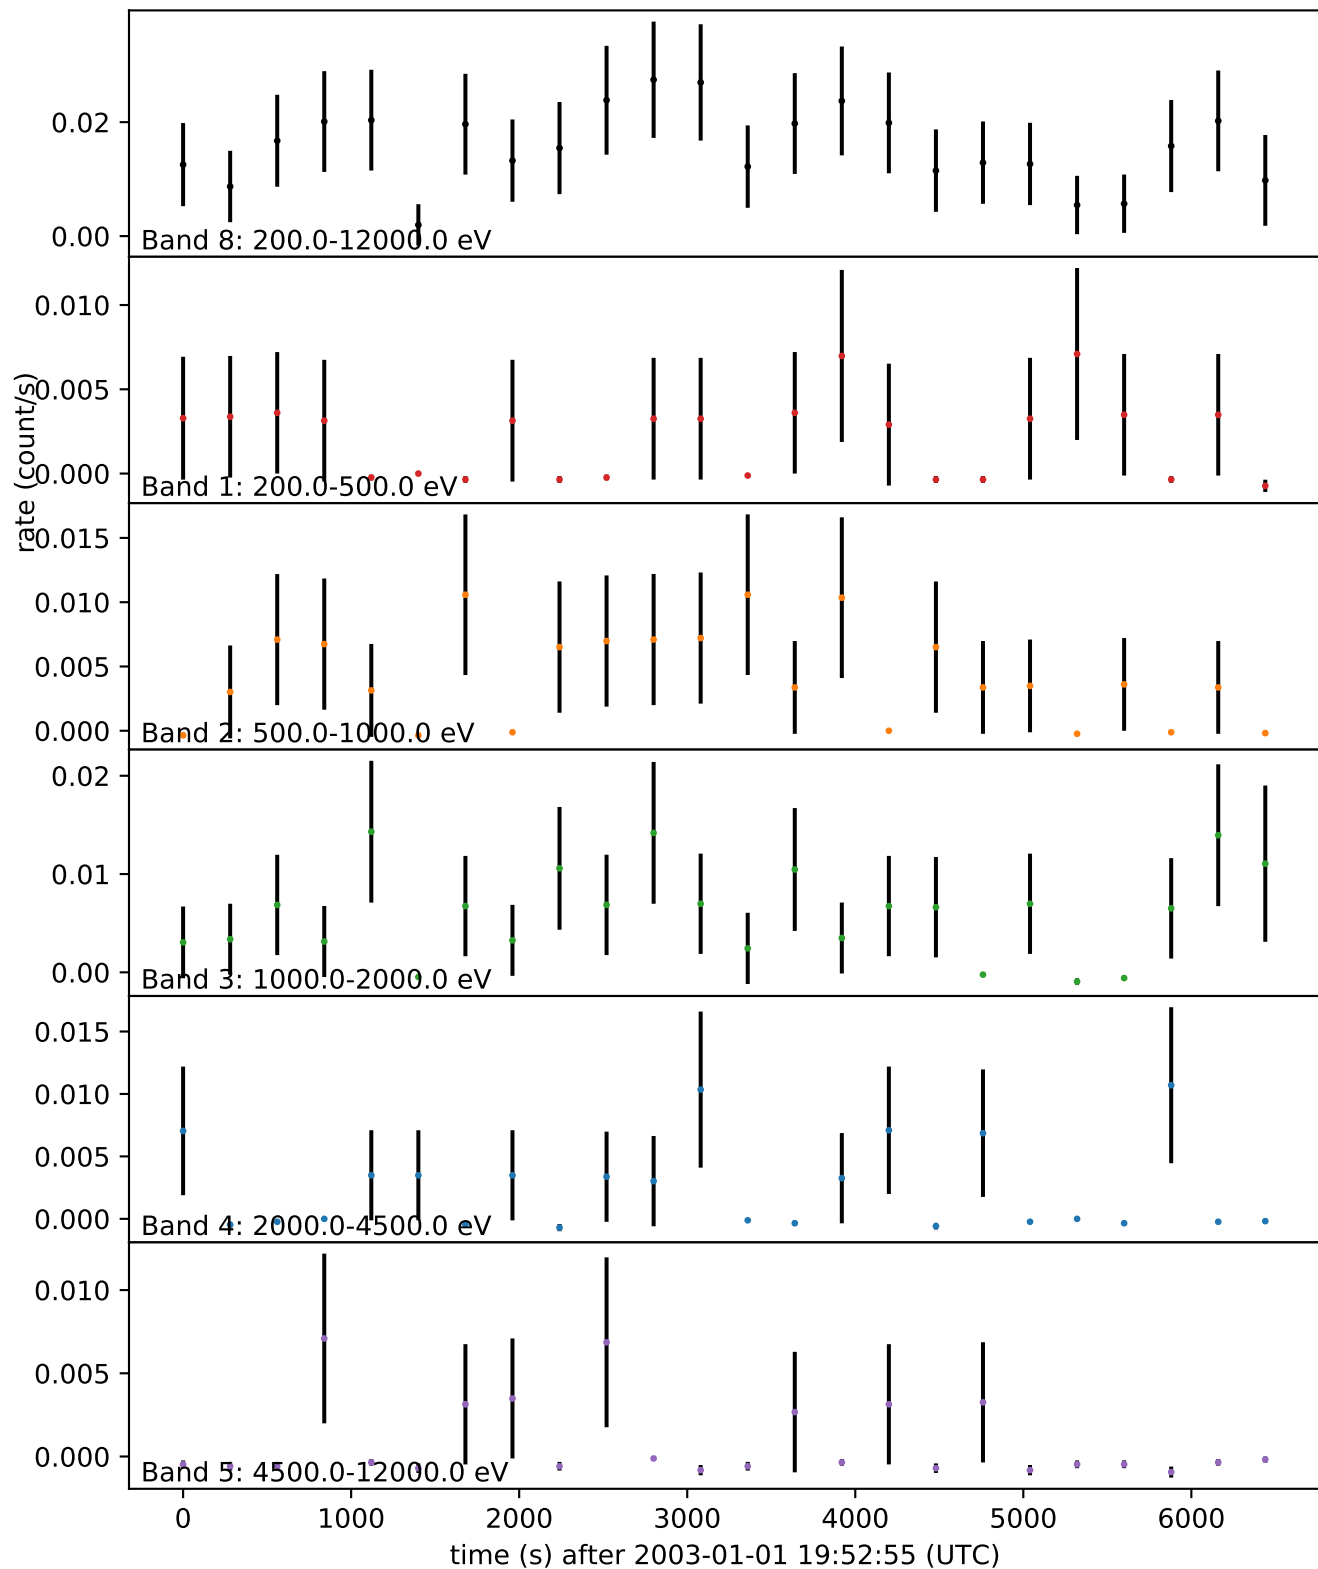 0.02
0.00
Band 8: 200.0-12000.0 eV
0.010
0.005
0.000
Band 1: 200.0-500.0 eV
rate (count/s)
0.015
0.010
0.005
0.000
Band 2: 500.0-1000.0 eV
0.02
0.01
0.00
Band 3: 1000.0-2000.0 eV
0.015
0.010
0.005
0.000
Band 4: 2000.0-4500.0 eV
0.010
0.005
0.000
Band 5: 4500.0-12000.0 eV
0 1000 2000 3000 4000 5000 6000
time (s) after 2003-01-01 19:52:55 (UTC)